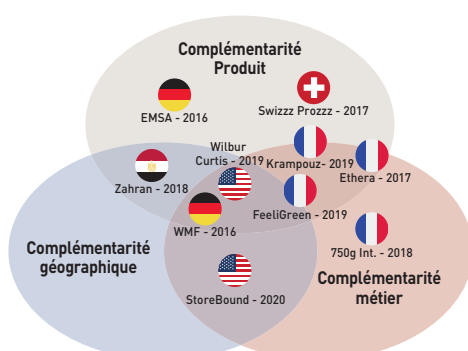 Complémentarité
Produit
EMSA - 2016
Swizzz Prozzz - 2017
Wilbur
Curtis - 2019
Krampouz - 2019
Ethera - 2017
Zahran - 2018
FeeliGreen - 2019
WMF - 2016
750g Int. - 2018
Complémentarité
géographique
Complémentarité
métier
StoreBound - 2020